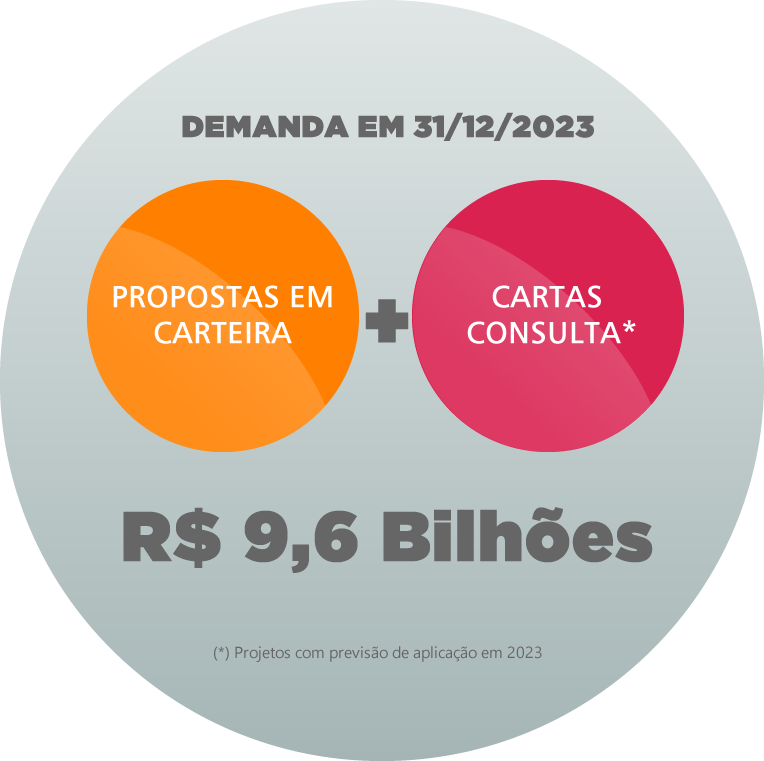 DEMANDA EM 31/12/2023
PROPOSTAS EM
CARTEIRA
+
CARTAS
CONSULTA*
R$ 9,6 Bilhões
(*) Projetos com previsão de aplicação em 2023